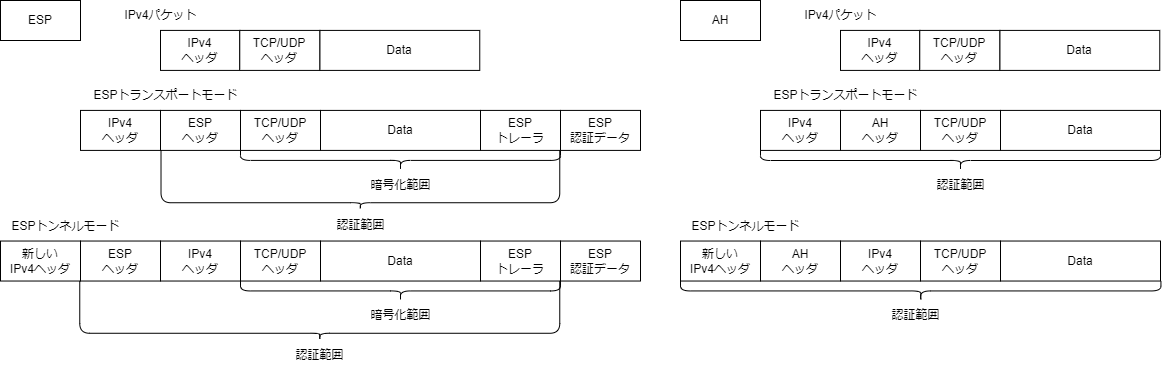 ESP
IPv4パケット
IPv4
ヘッダ
TCP/UDP
ヘッダ
Data
ESPトランスポートモード
IPv4
ヘッダ
ESP
ヘッダ
TCP/UDP
ヘッダ
Data
ESP
トレーラ
ESP
認証データ
暗号化範囲
認証範囲
ESPトンネルモード
新しい
IPv4ヘッダ
ESP
ヘッダ
IPv4
ヘッダ
TCP/UDP
ヘッダ
Data
ESP
トレーラ
ESP
認証データ
暗号化範囲
認証範囲
AH
IPv4パケット
IPv4
ヘッダ
TCP/UDP
ヘッダ
Data
ESPトランスポートモード
IPv4
ヘッダ
AH
ヘッダ
TCP/UDP
ヘッダ
Data
認証範囲
ESPトンネルモード
新しい
IPv4ヘッダ
AH
ヘッダ
IPv4
ヘッダ
TCP/UDP
ヘッダ
Data
認証範囲